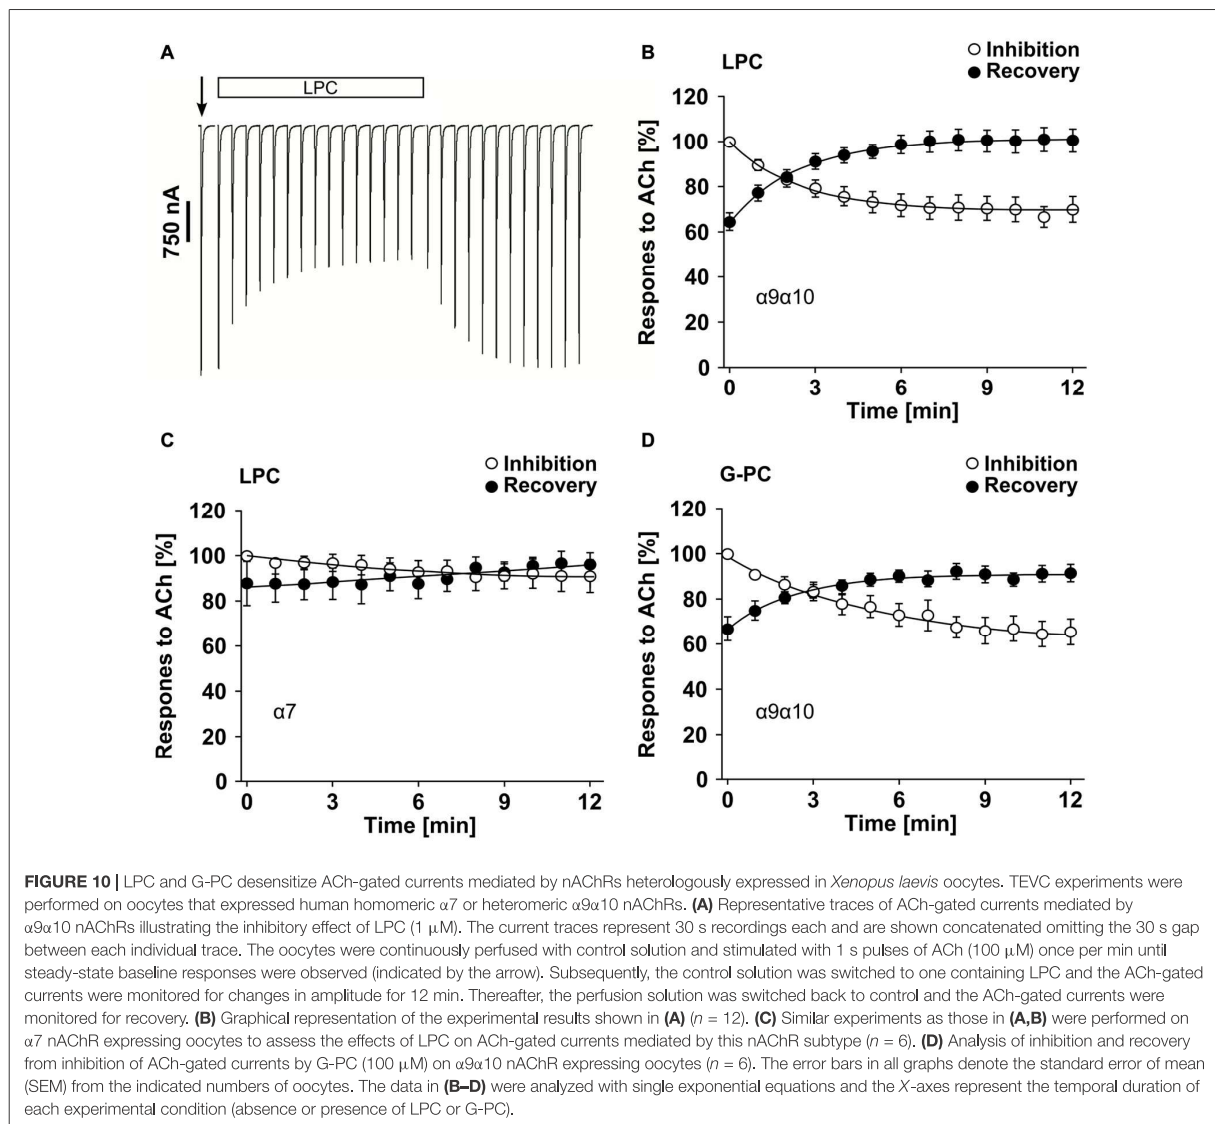 A
LPC
750 nA
B
LPC
Inhibition
Recovery
Respones to ACh [%]
120
100
80
60
40
20
0
α9α10
0 3 6 9 12
Time [min]
C
LPC
Inhibition
Recovery
Respones to ACh [%]
120
100
80
60
40
20
0
α7
0 3 6 9 12
Time [min]
D
G-PC
Inhibition
Recovery
Respones to ACh [%]
120
100
80
60
40
20
0
α9α10
0 3 6 9 12
Time [min]
FIGURE 10 | LPC and G-PC desensitize ACh-gated currents mediated by nAChRs heterologously expressed in Xenopus laevis oocytes. TEVC experiments were
performed on oocytes that expressed human homomeric α7 or heteromeric α9α10 nAChRs. (A) Representative traces of ACh-gated currents mediated by
α9α10 nAChRs illustrating the inhibitory effect of LPC (1 μM). The current traces represent 30 s recordings each and are shown concatenated omitting the 30 s gap
between each individual trace. The oocytes were continuously perfused with control solution and stimulated with 1 s pulses of ACh (100 μM) once per min until
steady-state baseline responses were observed (indicated by the arrow). Subsequently, the control solution was switched to one containing LPC and the ACh-gated
currents were monitored for changes in amplitude for 12 min. Thereafter, the perfusion solution was switched back to control and the ACh-gated currents were
monitored for recovery. (B) Graphical representation of the experimental results shown in (A) (n = 12). (C) Similar experiments as those in (A,B) were performed on
α7 nAChR expressing oocytes to assess the effects of LPC on ACh-gated currents mediated by this nAChR subtype (n = 6). (D) Analysis of inhibition and recovery
from inhibition of ACh-gated currents by G-PC (100 μM) on α9α10 nAChR expressing oocytes (n = 6). The error bars in all graphs denote the standard error of mean
(SEM) from the indicated numbers of oocytes. The data in (B–D) were analyzed with single exponential equations and the X-axes represent the temporal duration of
each experimental condition (absence or presence of LPC or G-PC).